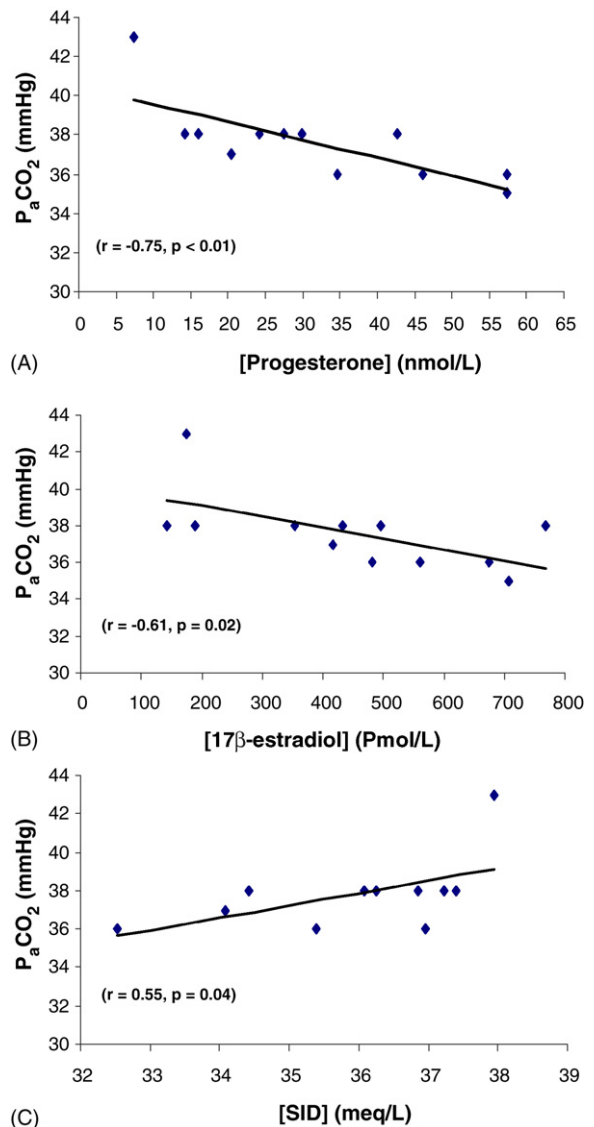 44
42
40
38
36
34
32
30
PₐCO₂ (mmHg)
(r = -0.75, p < 0.01)
0 5 10 15 20 25 30 35 40 45 50 55 60 65
(A) [Progesterone] (nmol/L)
44
42
40
38
36
34
32
30
PₐCO₂ (mmHg)
(r = -0.61, p = 0.02)
0 100 200 300 400 500 600 700 800
(B) [17β-estradiol] (Pmol/L)
44
42
40
38
36
34
32
30
PₐCO₂ (mmHg)
(r = 0.55, p = 0.04)
32 33 34 35 36 37 38 39
(C) [SID] (meq/L)